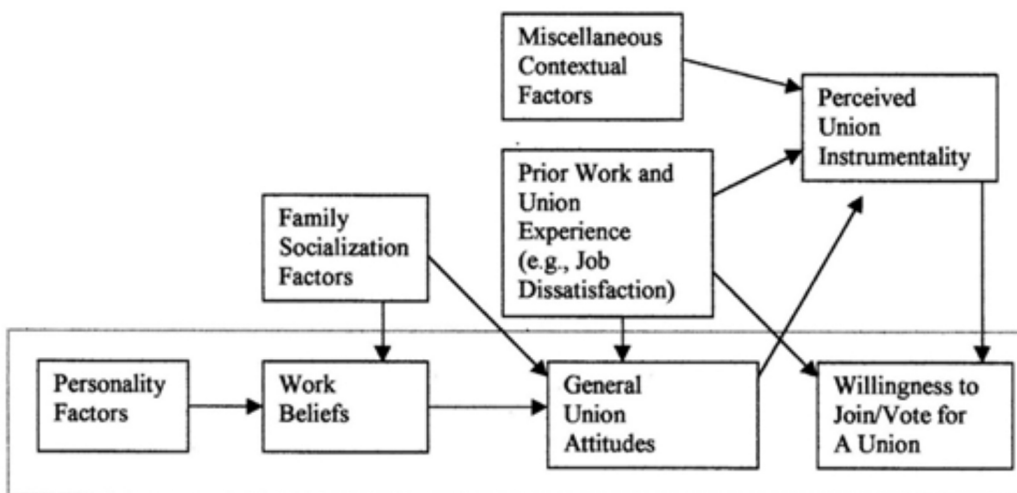 Miscellaneous
Contextual
Factors
Perceived
Union
Instrumentality
Prior Work and
Union
Experience
(e.g., Job
Dissatisfaction)
Family
Socialization
Factors
Personality
Factors
Work
Beliefs
General
Union
Attitudes
Willingness to
Join/Vote for
A Union